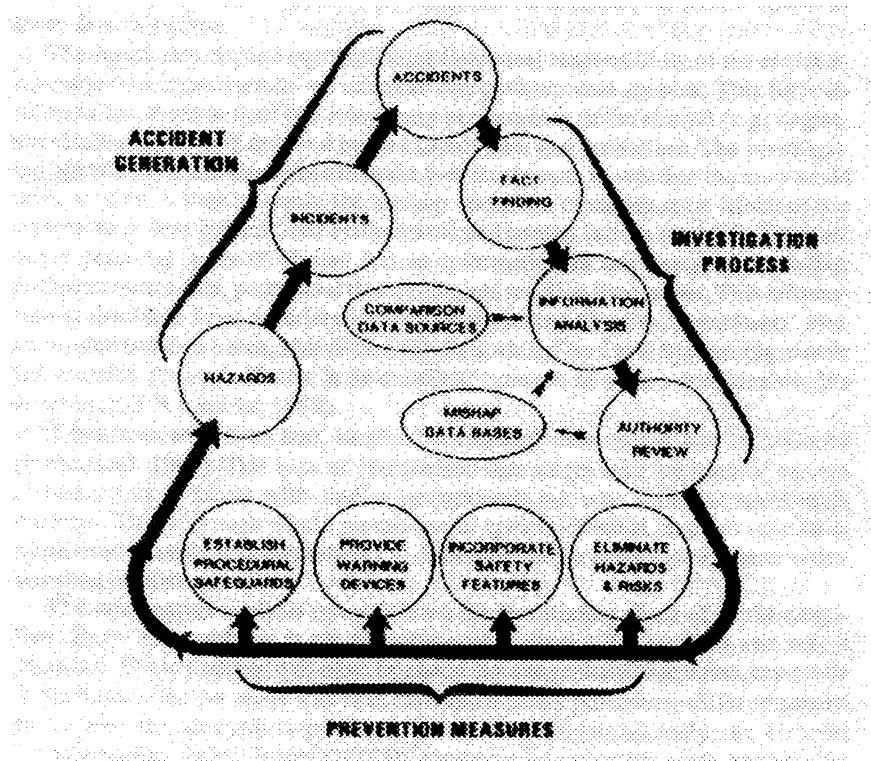 ACCIDENTS
ACCIDENT
GENERATION
FACT
FINDING
INCIDENTS
INVESTIGATION
PROCESS
COMPARISON
DATA SOURCES
INFORMATION
ANALYSIS
HAZARDS
MISHAP
DATA BASES
AUTHORITY
REVIEW
ESTABLISH
PROCEDURAL
SAFEGUARDS
PROVIDE
WARNING
DEVICES
INCORPORATE
SAFETY
FEATURES
ELIMINATE
HAZARDS
& RISKS
PREVENTION MEASURES